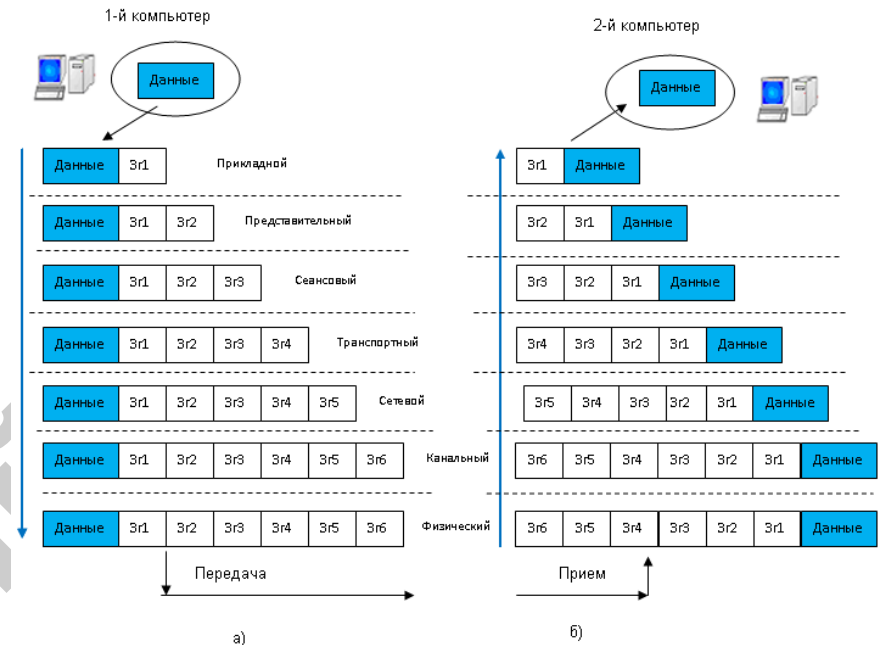 1-й компьютер
2-й компьютер
Данные
Данные
Данные Зг1 Прикладной Зг1 Данные
Данные Зг1 Зг2 Представительный Зг2 Зг1 Данные
Данные Зг1 Зг2 Зг3 Сеансовый Зг3 Зг2 Зг1 Данные
Данные Зг1 Зг2 Зг3 Зг4 Транспортный Зг4 Зг3 Зг2 Зг1 Данные
Данные Зг1 Зг2 Зг3 Зг4 Зг5 Сетевой Зг5 Зг4 Зг3 Зг2 Зг1 Данные
Данные Зг1 Зг2 Зг3 Зг4 Зг5 Зг6 Канальный Зг6 Зг5 Зг4 Зг3 Зг2 Зг1 Данные
Данные Зг1 Зг2 Зг3 Зг4 Зг5 Зг6 Физический Зг6 Зг5 Зг4 Зг3 Зг2 Зг1 Данные
Передача Прием
а) б)